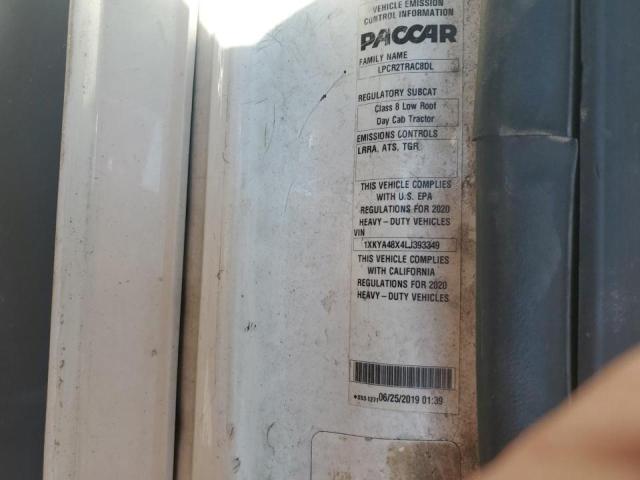 VEHICLE EMISSION
CONTROL INFORMATION
PACCAR
FAMILY NAME
LPCR2TRAC8DL
REGULATORY SUBCAT
Class 8 Low Roof
Day Cab Tractor
EMISSIONS CONTROLS
LRRA, ATS, TGR
THIS VEHICLE COMPLIES
WITH U.S. EPA
REGULATIONS FOR 2020
HEAVY-DUTY VEHICLES
VIN
1XKYA48X4LJ393349
THIS VEHICLE COMPLIES
WITH CALIFORNIA
REGULATIONS FOR 2020
HEAVY-DUTY VEHICLES
06/25/2019 01:39